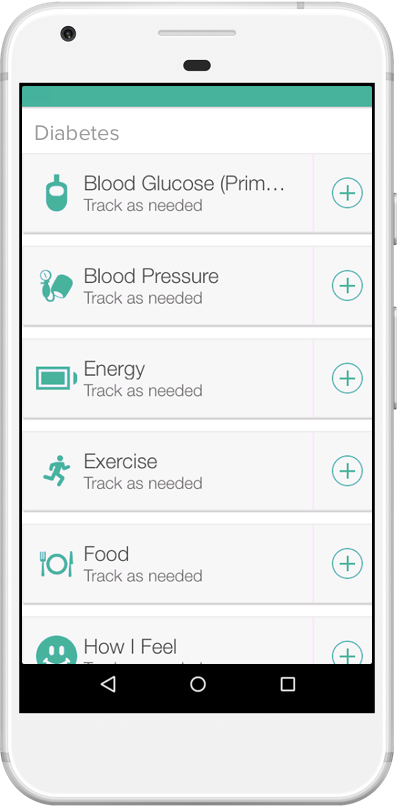 Diabetes
Blood Glucose (Prim...
Track as needed
Blood Pressure
Track as needed
Energy
Track as needed
Exercise
Track as needed
Food
Track as needed
How I Feel